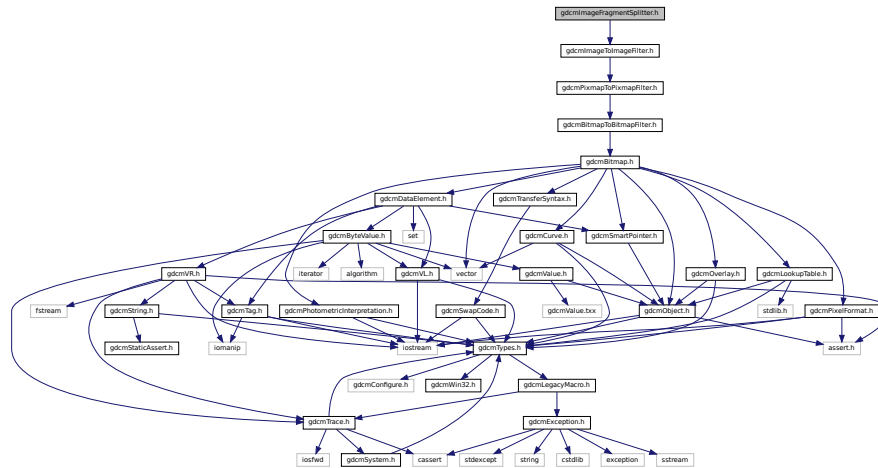 gdcmImageFragmentSplitter.h
gdcmImageToImageFilter.h
gdcmPixmapToPixmapFilter.h
gdcmBitmapToBitmapFilter.h
gdcmBitmap.h
gdcmDataElement.h
gdcmTransferSyntax.h
gdcmByteValue.h
set
gdcmCurve.h
gdcmSmartPointer.h
gdcmVR.h
iterator
algorithm
gdcmVL.h
vector
gdcmValue.h
gdcmOverlay.h
gdcmLookupTable.h
fstream
gdcmString.h
gdcmTag.h
gdcmPhotometricInterpretation.h
gdcmSwapCode.h
gdcmValue.txx
gdcmObject.h
stdlib.h
gdcmPixelFormat.h
gdcmStaticAssert.h
iomanip
iostream
gdcmTypes.h
assert.h
gdcmConfigure.h
gdcmWin32.h
gdcmLegacyMacro.h
gdcmTrace.h
gdcmException.h
iosfwd
gdcmSystem.h
cassert
stdexcept
string
cstdlib
exception
sstream